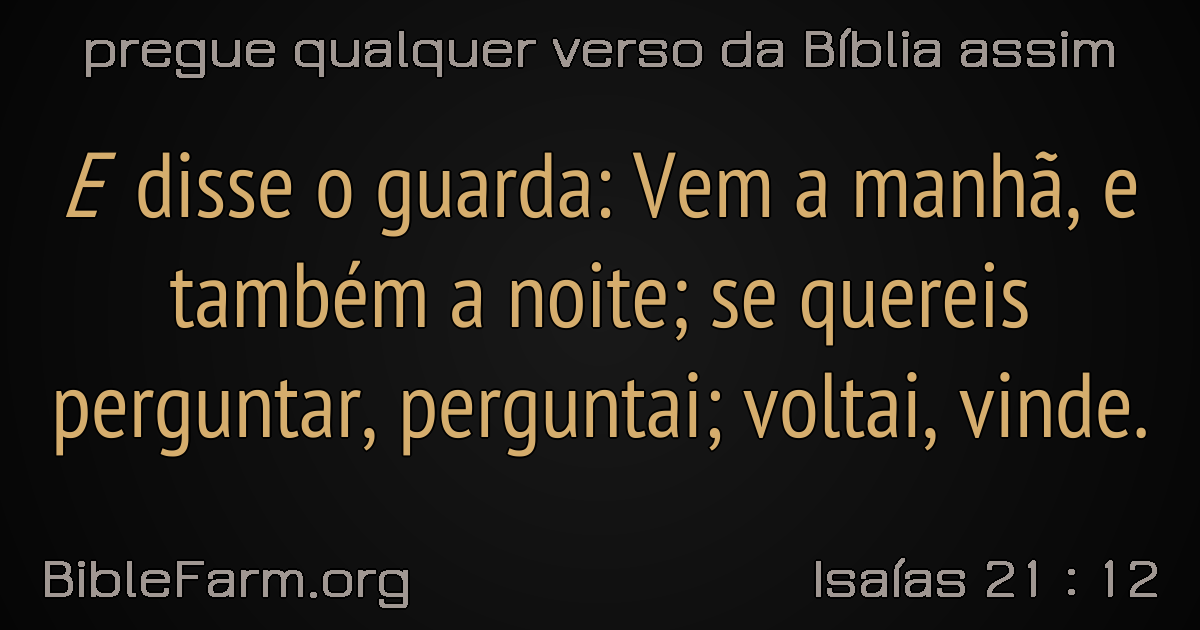 pregue qualquer verso da Bíblia assim
E disse o guarda: Vem a manhã, e
também a noite; se quereis
perguntar, perguntai; voltai, vinde.
BibleFarm.org
Isaías 21 : 12